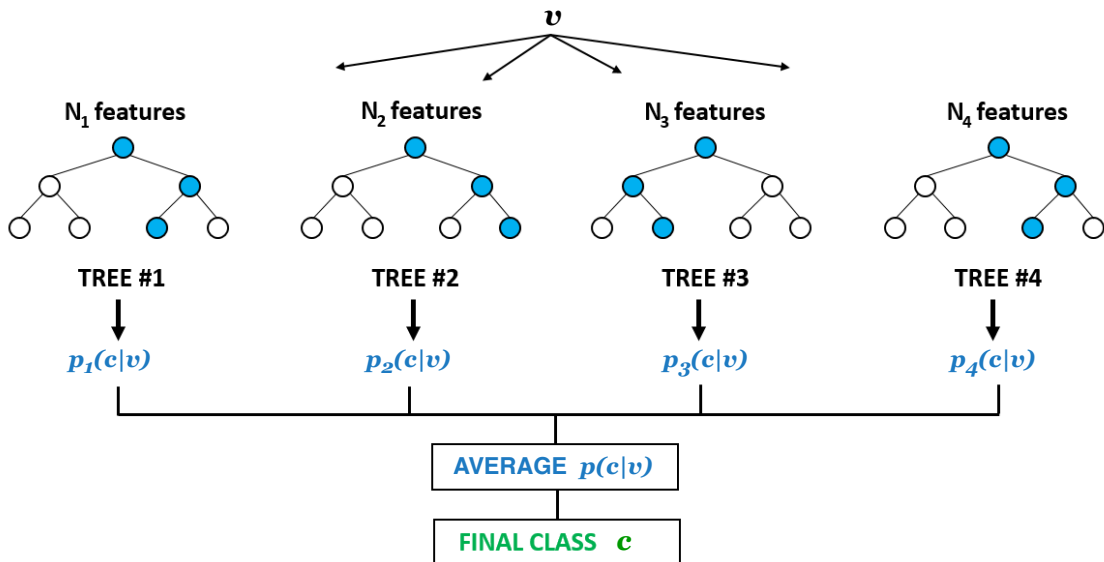 v
N₁ features N₂ features N₃ features N₄ features
TREE #1 TREE #2 TREE #3 TREE #4
p₁(c|v) p₂(c|v) p₃(c|v) p₄(c|v)
AVERAGE p(c|v)
FINAL CLASS c